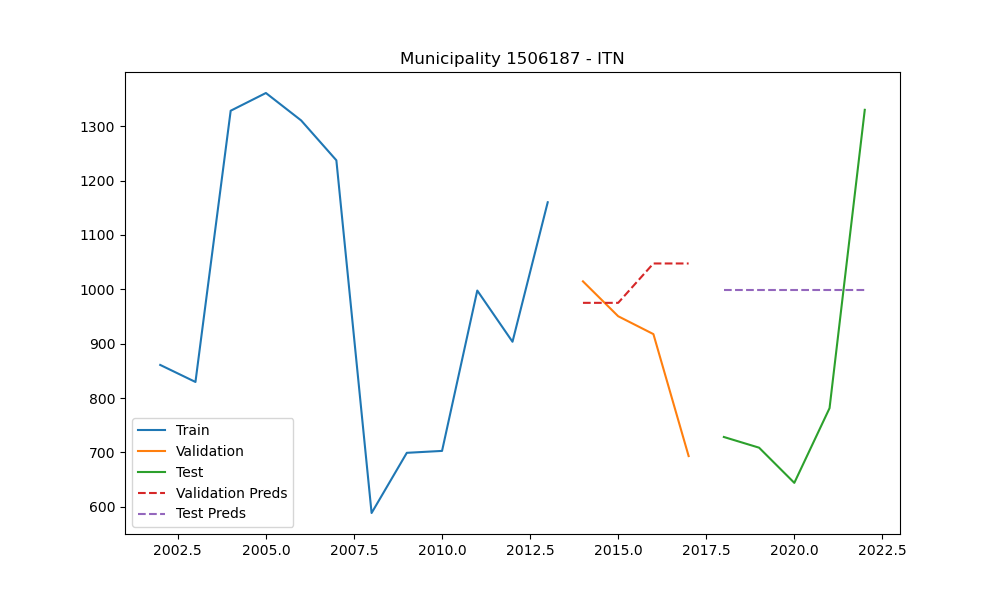 Municipality 1506187 - ITN
1300
1200
1100
1000
900
800
700
600
Train
Validation
Test
Validation Preds
Test Preds
2002.5 2005.0 2007.5 2010.0 2012.5 2015.0 2017.5 2020.0 2022.5